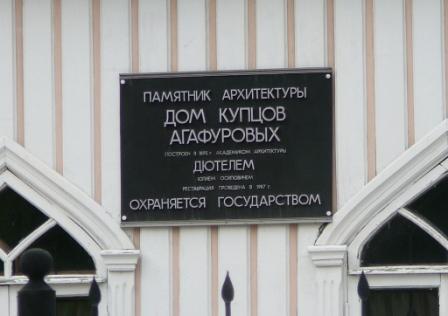 ПАМЯТНИК АРХИТЕКТУРЫ
ДОМ КУПЦОВ
АГАФУРОВЫХ
ПОСТРОЕН В Г. АКАДЕМИКОМ АРХИТЕКТУРЫ
ДЮТЕЛЕМ
ЮЛИЕМ ОСИПОВИЧЕМ
РЕСТАВРАЦИЯ ПРОВЕДЕНА В Г.
ОХРАНЯЕТСЯ ГОСУДАРСТВОМ